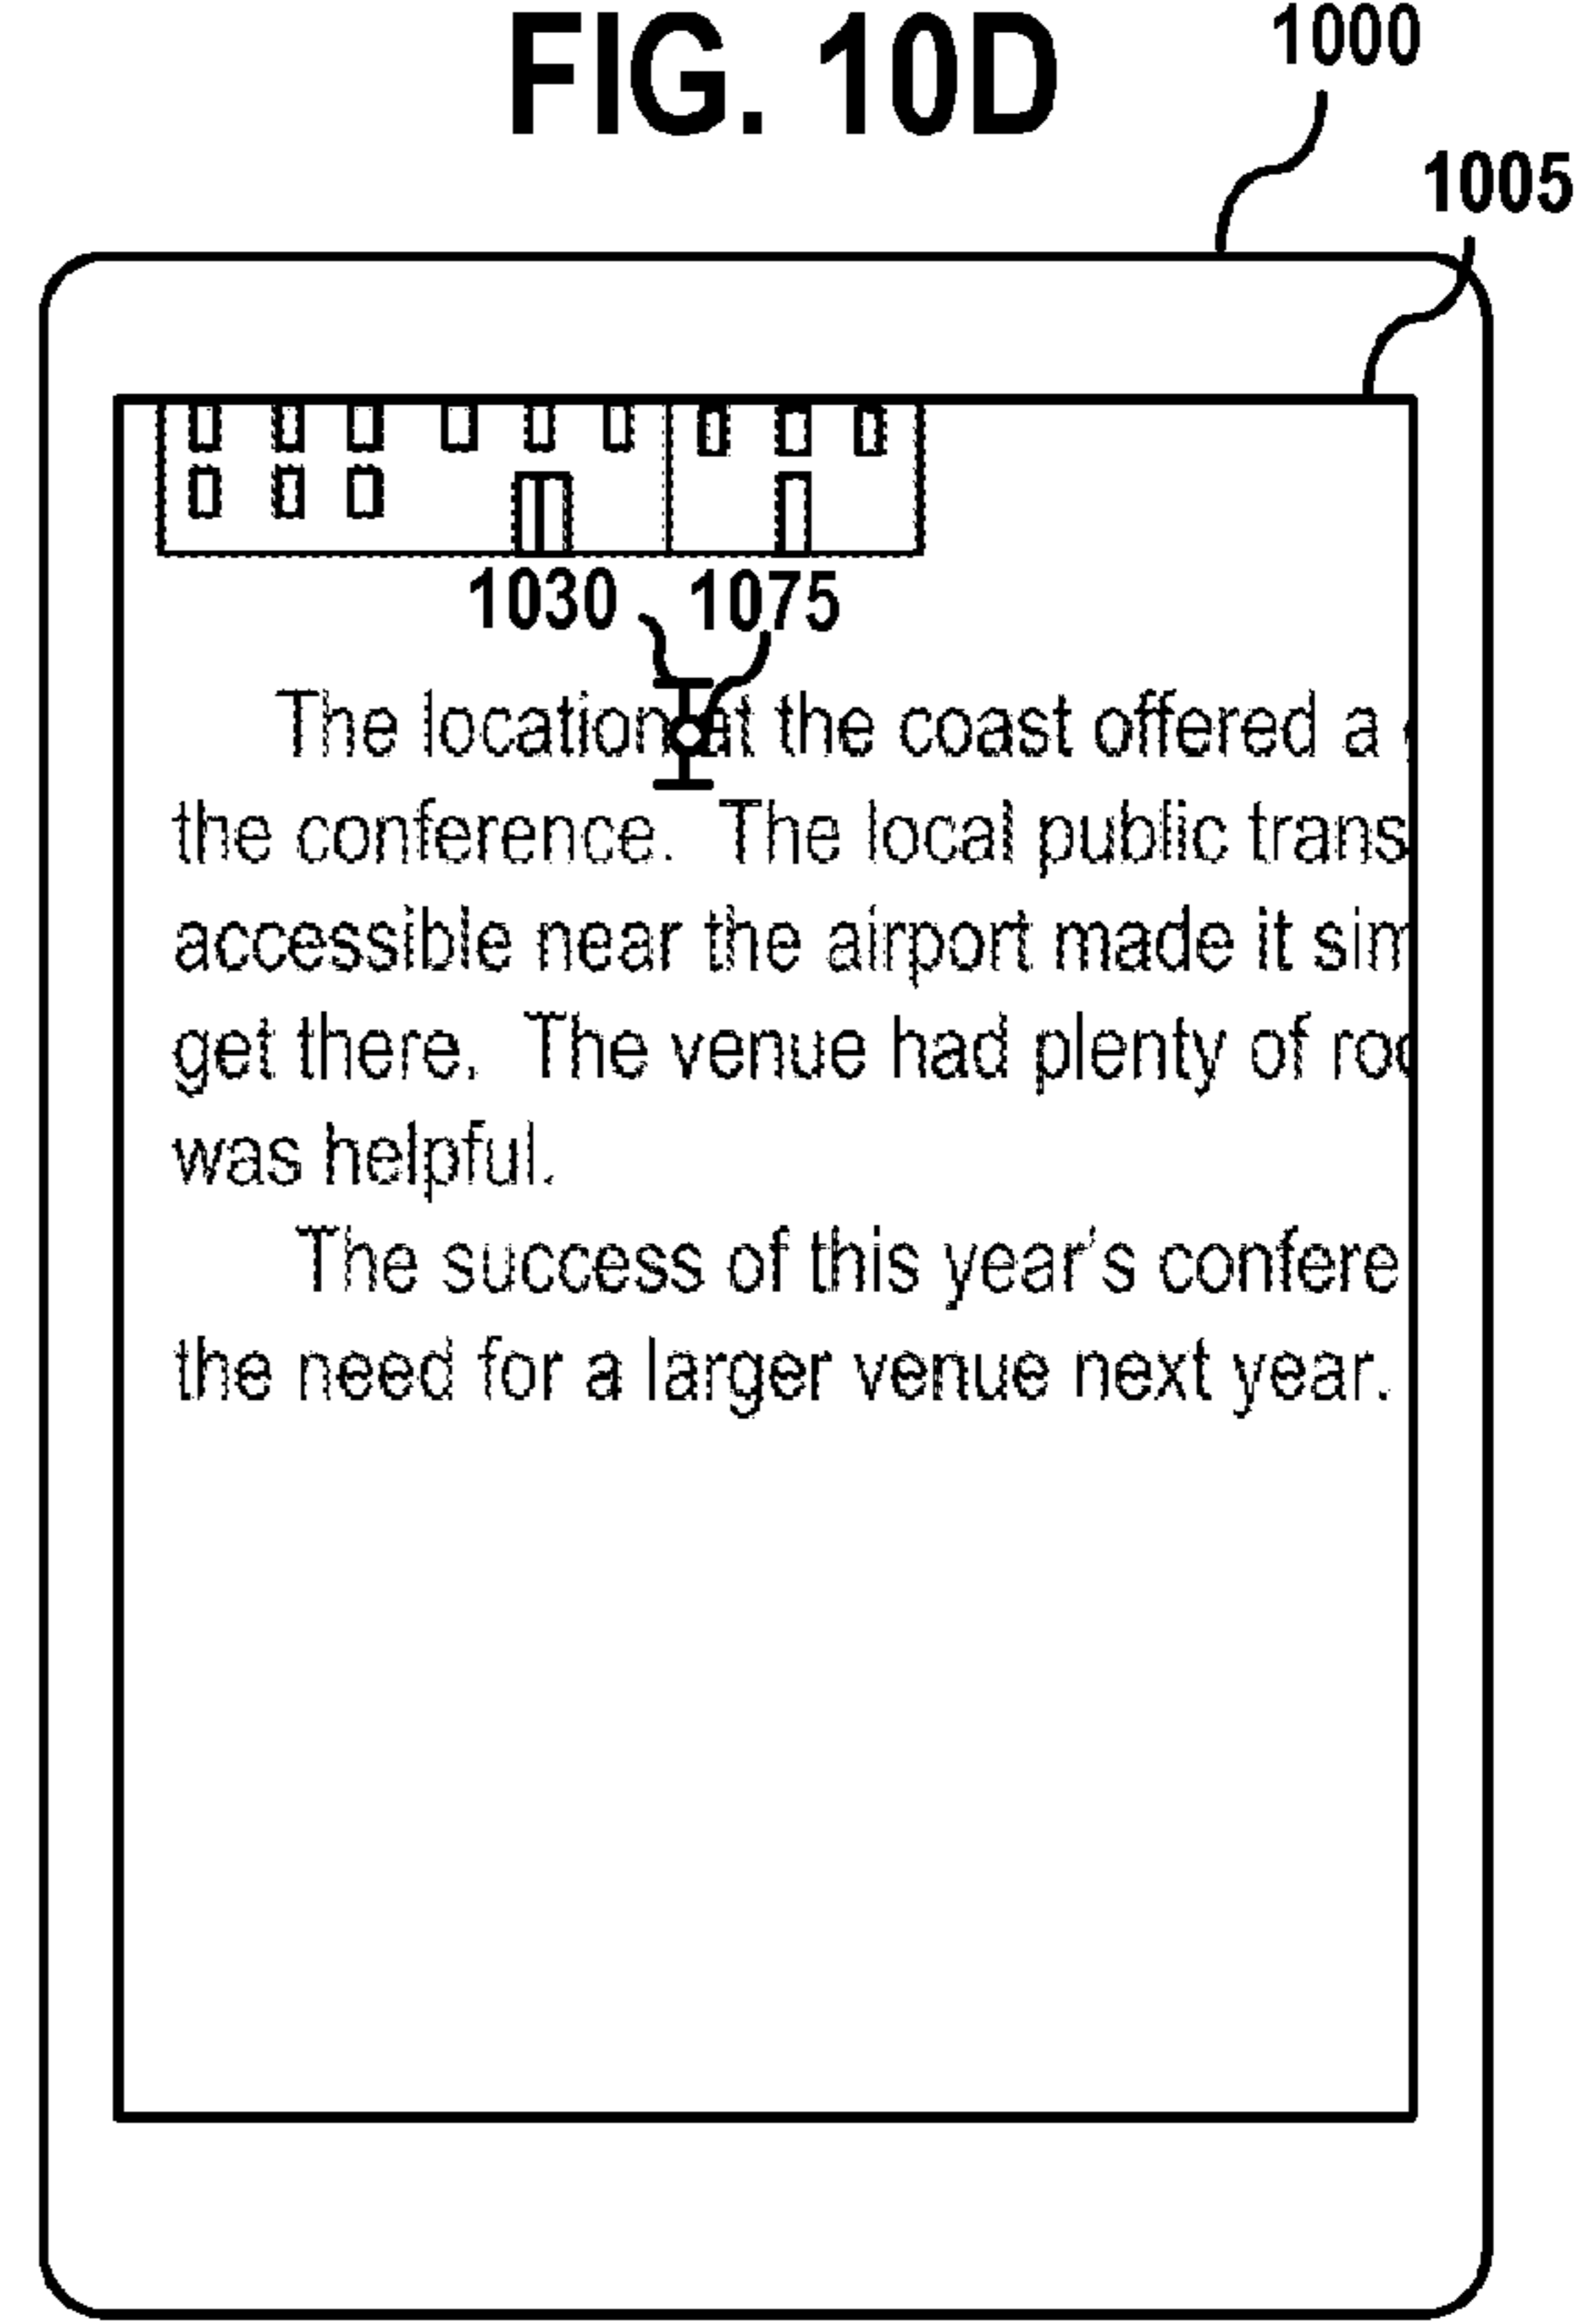 FIG. 10D
1000
1005
1030 1075
The location at the coast offered a
the conference. The local public trans
accessible near the airport made it sim
get there. The venue had plenty of roo
was helpful.
The success of this year's confere
the need for a larger venue next year.